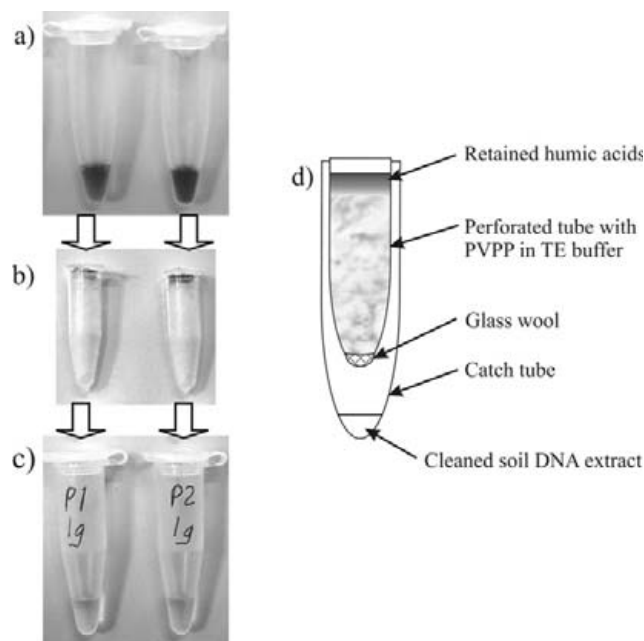 a)
b)
c)
P1
1g
P2
1g
d)
Retained humic acids
Perforated tube with
PVPP in TE buffer
Glass wool
Catch tube
Cleaned soil DNA extract